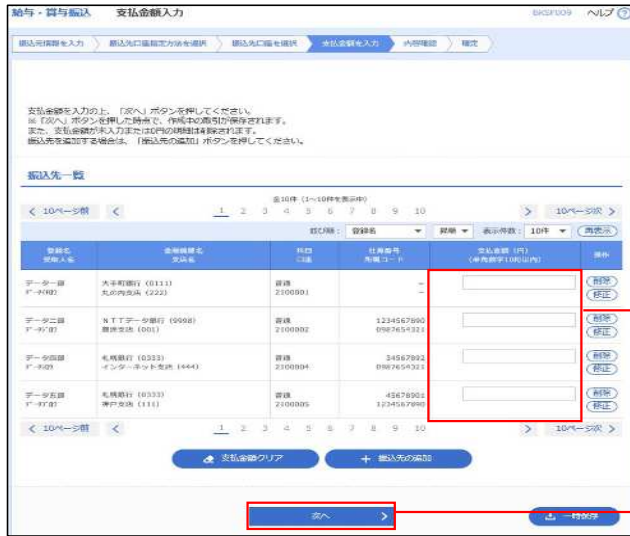 給与・賞与振込 支払金額入力 BKSF009 ヘルプ
振込元情報を入力 振込先口座指定方法を選択 振込先口座を選択 支払金額を入力 内容確認 確定
支払金額を入力の上、「次へ」ボタンを押してください。
※「次へ」ボタンを押した時点で、作成中の取引が保存されます。
また、支払金額が未入力または0円の明細は削除されます。
振込先を追加する場合は、「振込先の追加」ボタンを押してください。
振込先一覧
全10件（1～10件を表示中）
< 10ページ前 < 1 2 3 4 5 6 7 8 9 10 > 10ページ次 >
並び順： 登録名 昇順 表示件数： 10件 再表示
登録名 金融機関名 科目 社員番号 支払金額（円） 操作
受取人名 支店名 口座 所属コード （半角数字10桁以内）
データ一郎 大手町銀行（0111） 普通 － 削除
丸の内支店（222） 2100001 － 修正
データ二郎 NTTデータ銀行（9998） 普通 1234567890 削除
豊洲支店（001） 2100002 0987654321 修正
データ四郎 札幌銀行（0333） 普通 34567892 削除
インターネット支店（444） 2100004 0987654321 修正
データ五郎 札幌銀行（0333） 普通 45678901 削除
神戸支店（111） 2100005 1234567890 修正
< 10ページ前 < 1 2 3 4 5 6 7 8 9 10 > 10ページ次 >
支払金額クリア ＋ 振込先の追加
次へ > 一時保存